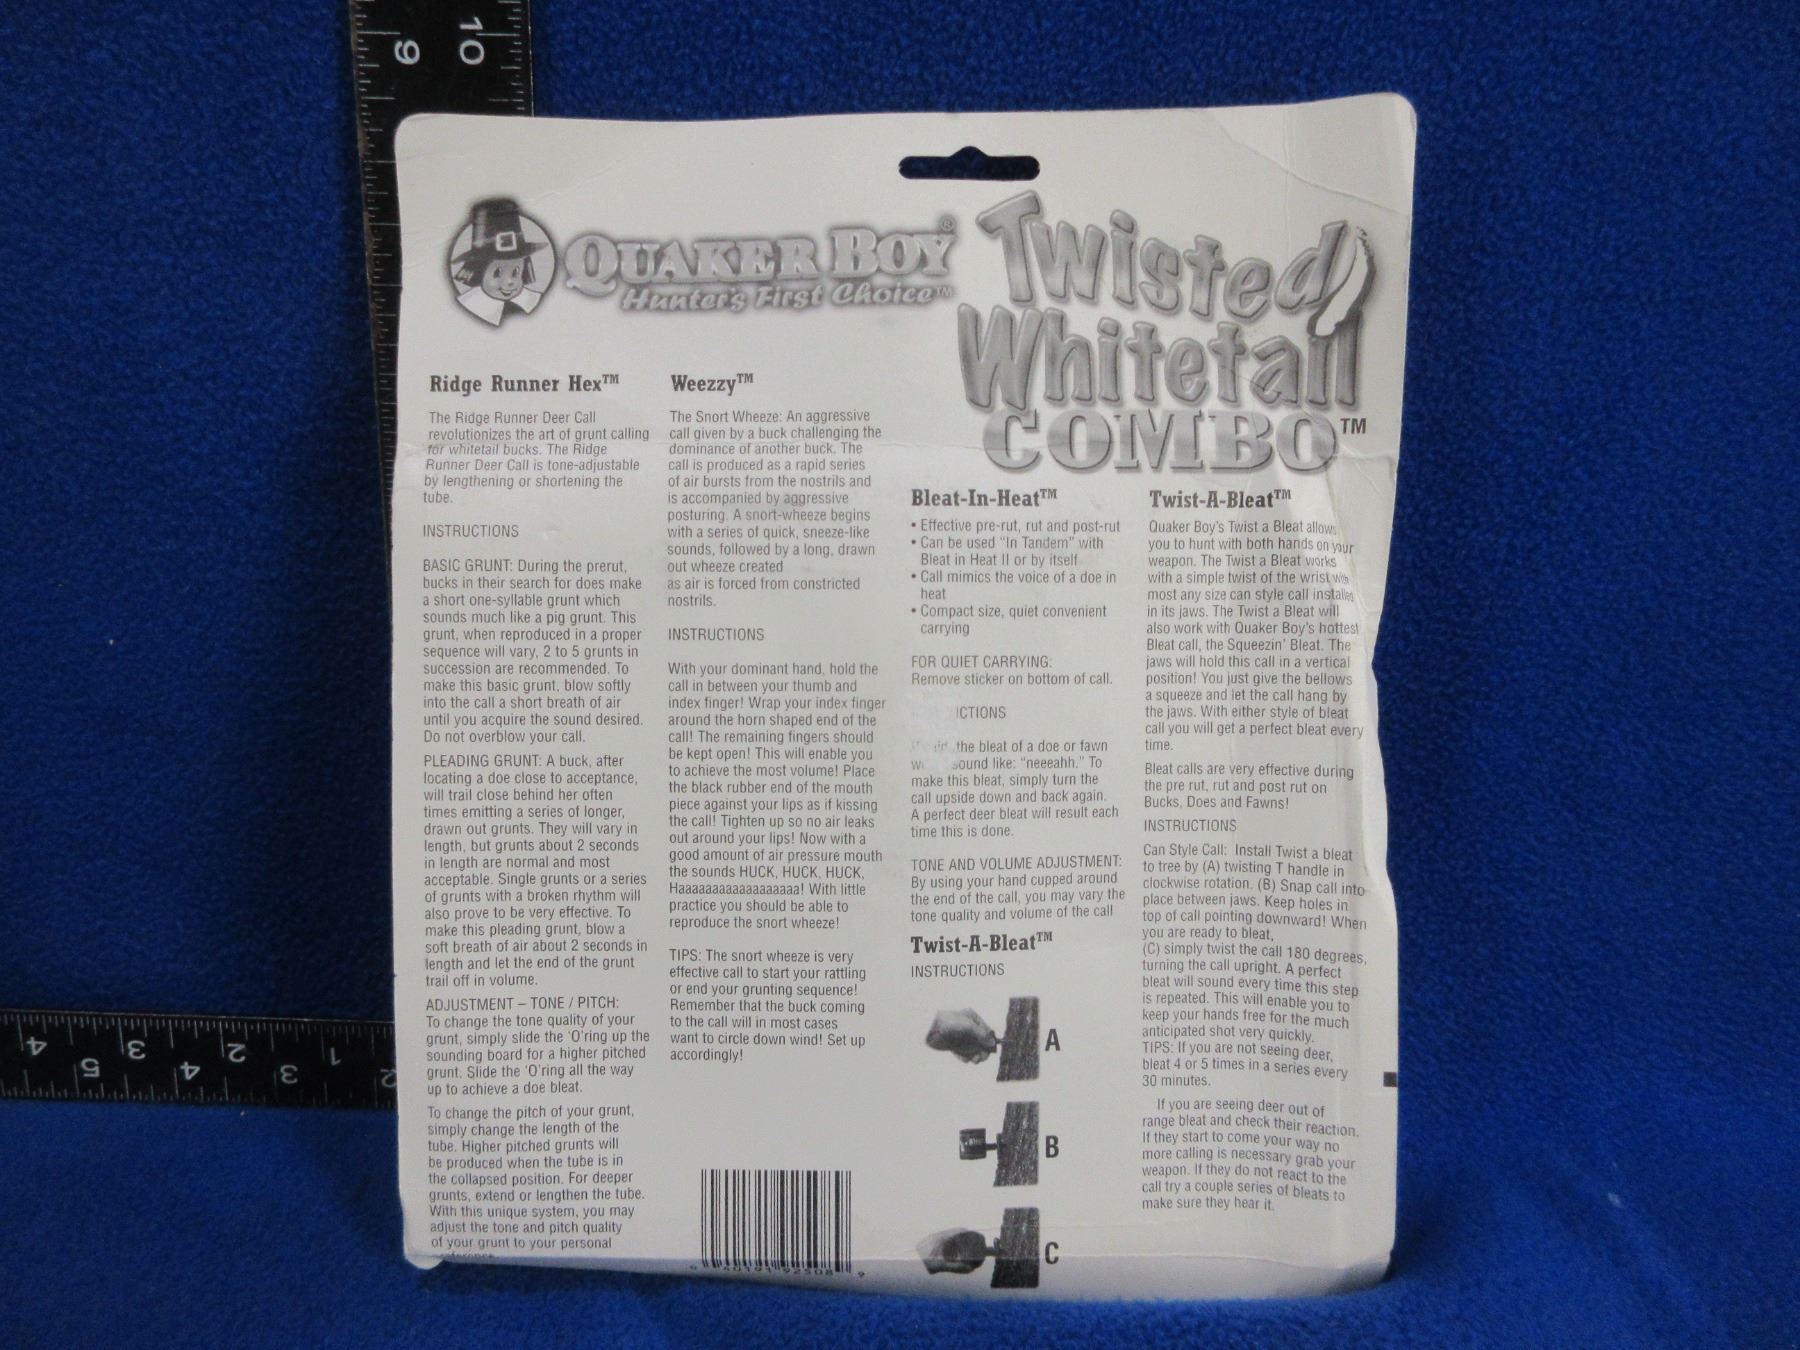 9
10
QUAKER BOY®
Hunter's First Choice™
Twisted
Whitetail
COMBO™
Ridge Runner Hex™
The Ridge Runner Deer Call
revolutionizes the art of grunt calling
for whitetail bucks. The Ridge
Runner Deer Call is tone-adjustable
by lengthening or shortening the
tube.
INSTRUCTIONS
BASIC GRUNT: During the prerut,
bucks in their search for does make
a short one-syllable grunt which
sounds much like a pig grunt. This
grunt, when reproduced in a proper
sequence will vary, 2 to 5 grunts in
succession are recommended. To
make this basic grunt, blow softly
into the call a short breath of air
until you acquire the sound desired.
Do not overblow your call.
PLEADING GRUNT: A buck, after
locating a doe close to acceptance,
will trail close behind her often
times emitting a series of longer,
drawn out grunts. They will vary in
length, but grunts about 2 seconds
in length are normal and most
acceptable. Single grunts or a series
of grunts with a broken rhythm will
also prove to be very effective. To
make this pleading grunt, blow a
soft breath of air about 2 seconds in
length and let the end of the grunt
trail off in volume.
ADJUSTMENT – TONE / PITCH:
To change the tone quality of your
grunt, simply slide the 'O'ring up the
sounding board for a higher pitched
grunt. Slide the 'O'ring all the way
up to achieve a doe bleat.
To change the pitch of your grunt,
simply change the length of the
tube. Higher pitched grunts will
be produced when the tube is in
the collapsed position. For deeper
grunts, extend or lengthen the tube.
With this unique system, you may
adjust the tone and pitch quality
of your grunt to your personal
Weezzy™
The Snort Wheeze: An aggressive
call given by a buck challenging the
dominance of another buck. The
call is produced as a rapid series
of air bursts from the nostrils and
is accompanied by aggressive
posturing. A snort-wheeze begins
with a series of quick, sneeze-like
sounds, followed by a long, drawn
out wheeze created
as air is forced from constricted
nostrils.
INSTRUCTIONS
With your dominant hand, hold the
call in between your thumb and
index finger! Wrap your index finger
around the horn shaped end of the
call! The remaining fingers should
be kept open! This will enable you
to achieve the most volume! Place
the black rubber end of the mouth
piece against your lips as if kissing
the call! Tighten up so no air leaks
out around your lips! Now with a
good amount of air pressure mouth
the sounds HUCK, HUCK, HUCK,
Haaaaaaaaaaaaaaaaaa! With little
practice you should be able to
reproduce the snort wheeze!
TIPS: The snort wheeze is very
effective call to start your rattling
or end your grunting sequence!
Remember that the buck coming
to the call will in most cases
want to circle down wind! Set up
accordingly!
Bleat-In-Heat™
• Effective pre-rut, rut and post-rut
• Can be used "In Tandem" with
Bleat in Heat II or by itself
• Call mimics the voice of a doe in
heat
• Compact size, quiet convenient
carrying
FOR QUIET CARRYING:
Remove sticker on bottom of call.
ICTIONS
the bleat of a doe or fawn
sound like: "neeeahh." To
make this bleat, simply turn the
call upside down and back again.
A perfect deer bleat will result each
time this is done.
TONE AND VOLUME ADJUSTMENT:
By using your hand cupped around
the end of the call, you may vary the
tone quality and volume of the call
Twist-A-Bleat™
INSTRUCTIONS
A
B
C
Twist-A-Bleat™
Quaker Boy's Twist a Bleat allows
you to hunt with both hands on your
weapon. The Twist a Bleat works
with a simple twist of the wrist with
most any size can style call installed
in its jaws. The Twist a Bleat will
also work with Quaker Boy's hottest
Bleat call, the Squeezin' Bleat. The
jaws will hold this call in a vertical
position! You just give the bellows
a squeeze and let the call hang by
the jaws. With either style of bleat
call you will get a perfect bleat every
time.
Bleat calls are very effective during
the pre rut, rut and post rut on
Bucks, Does and Fawns!
INSTRUCTIONS
Can Style Call: Install Twist a bleat
to tree by (A) twisting T handle in
clockwise rotation. (B) Snap call into
place between jaws. Keep holes in
top of call pointing downward! When
you are ready to bleat,
(C) simply twist the call 180 degrees,
turning the call upright. A perfect
bleat will sound every time this step
is repeated. This will enable you to
keep your hands free for the much
anticipated shot very quickly.
TIPS: If you are not seeing deer,
bleat 4 or 5 times in a series every
30 minutes.
If you are seeing deer out of
range bleat and check their reaction.
If they start to come your way no
more calling is necessary grab your
weapon. If they do not react to the
call try a couple series of bleats to
make sure they hear it.
4 3 2 1
5 4 3 2